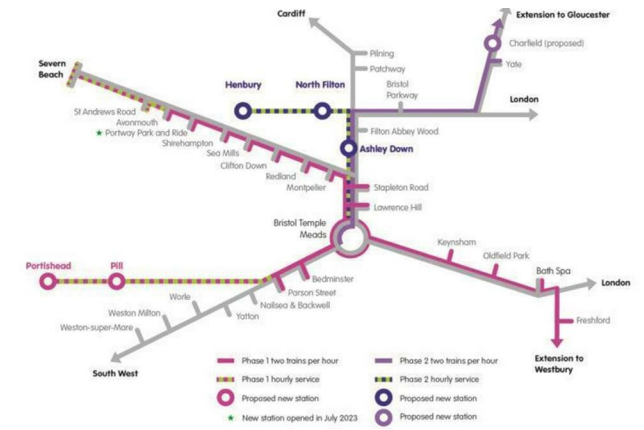 Cardiff
Extension to Gloucester
Charfield (proposed)
Pilning
Severn
Beach
Yate
Patchway
Henbury
North Filton
Bristol
Parkway
London
St Andrews Road
Avonmouth
★ Portway Park and Ride
Shirehampton
Filton Abbey Wood
Sea Mills
Ashley Down
Clifton Down
Redland
Montpelier
Stapleton Road
Lawrence Hill
Bristol Temple
Meads
Keynsham
Oldfield Park
Portishead
Pill
Bath Spa
Bedminster
London
Parson Street
Worle
Nailsea & Backwell
Weston Milton
Yatton
Freshford
Weston-super-Mare
Extension to
Westbury
South West
Phase 1 two trains per hour
Phase 2 two trains per hour
Phase 1 hourly service
Phase 2 hourly service
Proposed new station
Proposed new station
★ New station opened in July 2023
Proposed new station